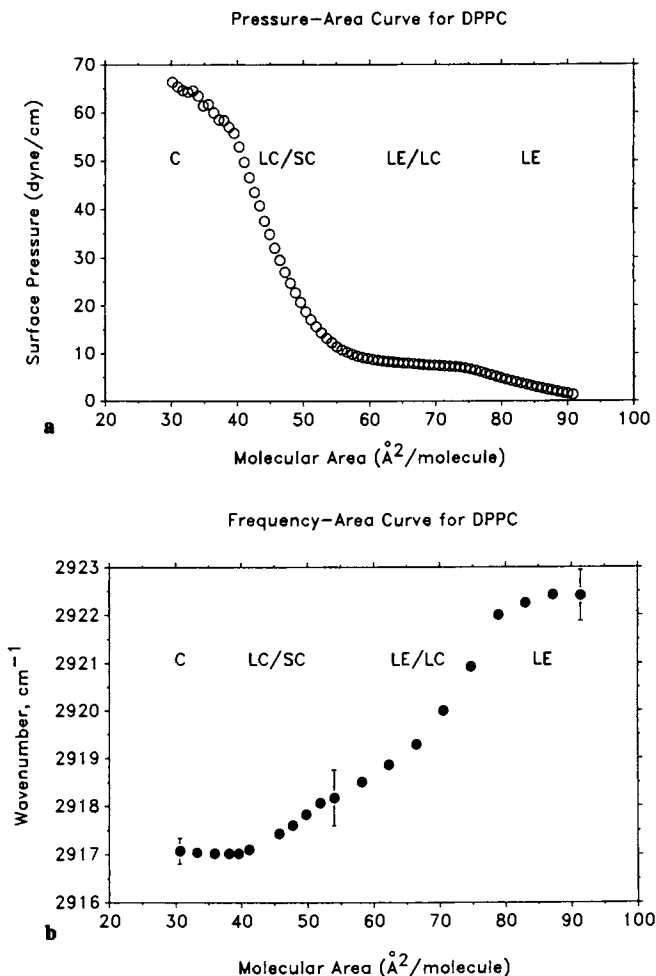 Pressure-Area Curve for DPPC
70
60
50
40
30
20
10
0
Surface Pressure (dyne/cm)
C LC/SC LE/LC LE
20 30 40 50 60 70 80 90 100
a
Molecular Area (Å²/molecule)
Frequency-Area Curve for DPPC
2923
2922
2921
2920
2919
2918
2917
2916
Wavenumber, cm⁻¹
C LC/SC LE/LC LE
20 30 40 50 60 70 80 90 100
b
Molecular Area (Å²/molecule)